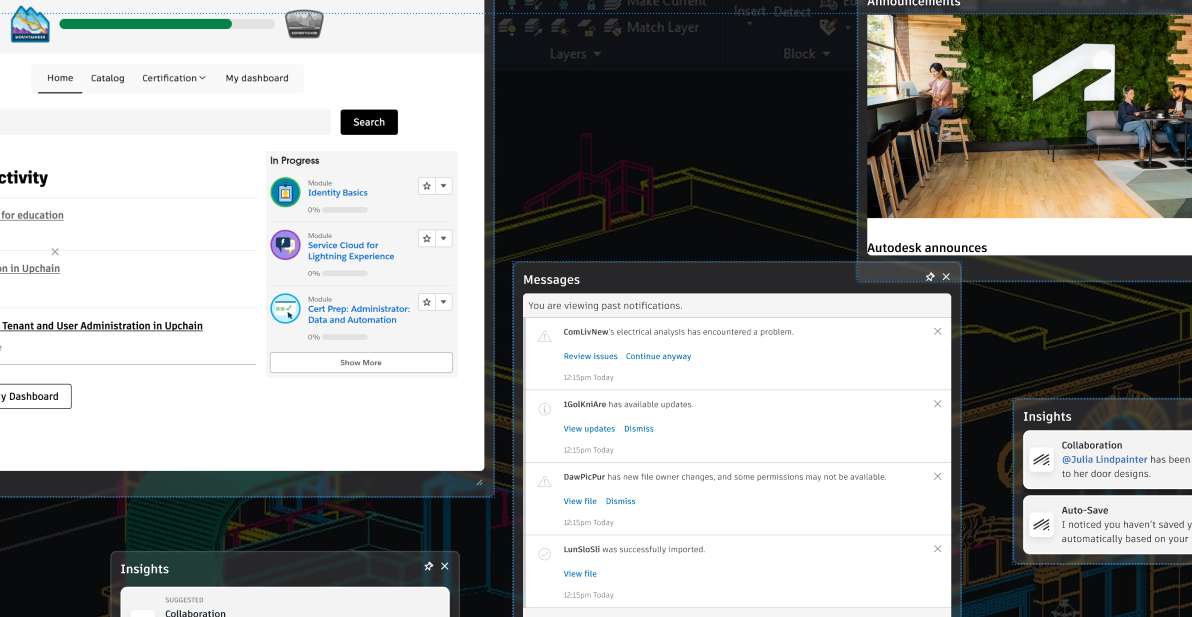 MOUNTAINEER
EXPEDITIONER
Home
Catalog
Certification
My dashboard
Search
ctivity
for education
on in Upchain
Tenant and User Administration in Upchain
e
y Dashboard
In Progress
Module
Identity Basics
0%
Module
Service Cloud for
Lightning Experience
0%
Module
Cert Prep: Administrator:
Data and Automation
0%
Show More
Make Current
Match Layer
Layers
Insert
Detect
Block
Announcements
Autodesk announces
Messages
You are viewing past notifications.
ComLivNew's electrical analysis has encountered a problem.
Review issues Continue anyway
12:15pm Today
1GolKniAre has available updates.
View updates Dismiss
12:15pm Today
DawPicPur has new file owner changes, and some permissions may not be available.
View file Dismiss
12:15pm Today
LunSloSli was successfully imported.
View file
12:15pm Today
Insights
Collaboration
@Julia Lindpainter has been
to her door designs.
Auto-Save
I noticed you haven't saved y
automatically based on your
Insights
SUGGESTED
Collaboration